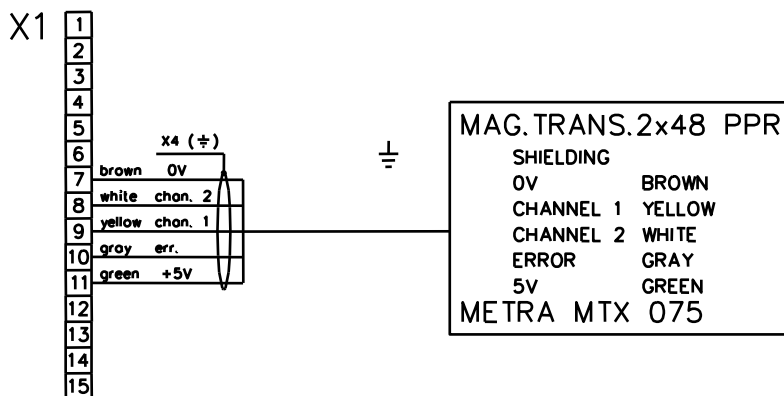 X1
1
2
3
4
5
6
7
8
9
10
11
12
13
14
15
X4 (⏚)
brown 0V
white chan. 2
yellow chan. 1
gray err.
green +5V
MAG.TRANS.2x48 PPR
SHIELDING
0V BROWN
CHANNEL 1 YELLOW
CHANNEL 2 WHITE
ERROR GRAY
5V GREEN
METRA MTX 075